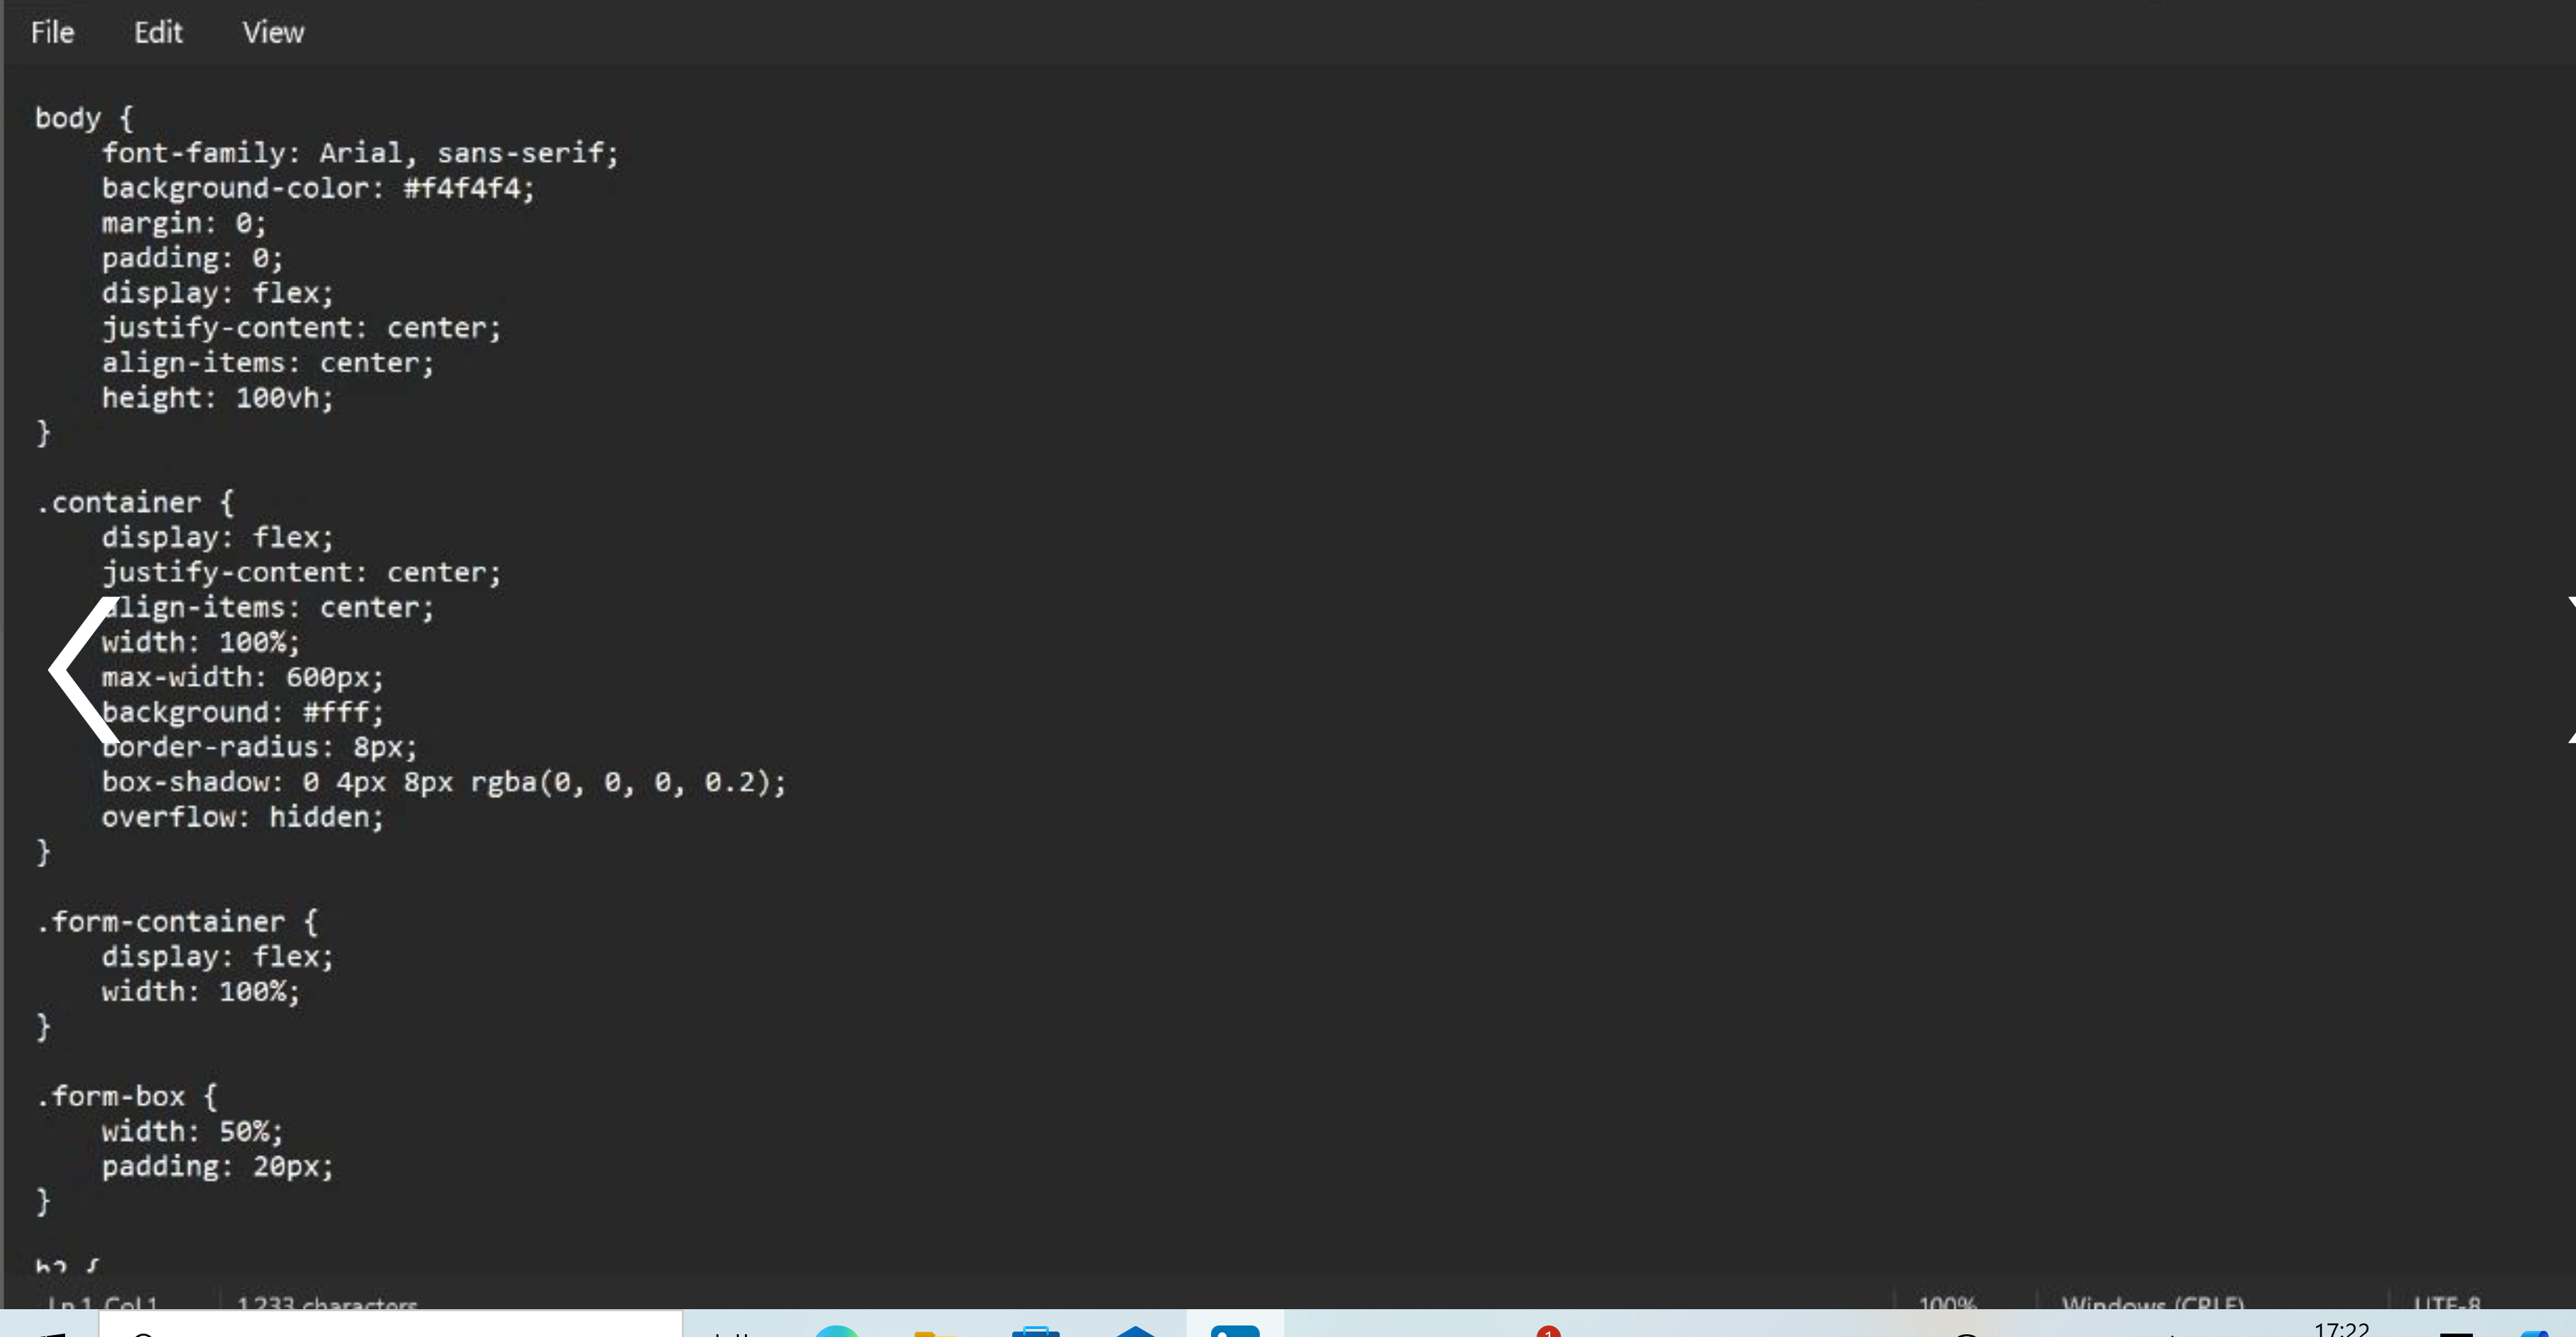 File Edit View
body {
font-family: Arial, sans-serif;
background-color: #f4f4f4;
margin: 0;
padding: 0;
display: flex;
justify-content: center;
align-items: center;
height: 100vh;
}
.container {
display: flex;
justify-content: center;
align-items: center;
width: 100%;
max-width: 600px;
background: #fff;
border-radius: 8px;
box-shadow: 0 4px 8px rgba(0, 0, 0, 0.2);
overflow: hidden;
}
.form-container {
display: flex;
width: 100%;
}
.form-box {
width: 50%;
padding: 20px;
}
h2 {
Ln 1, Col 1 1233 characters 100% Windows (CRLF) UTF-8
1 17:22